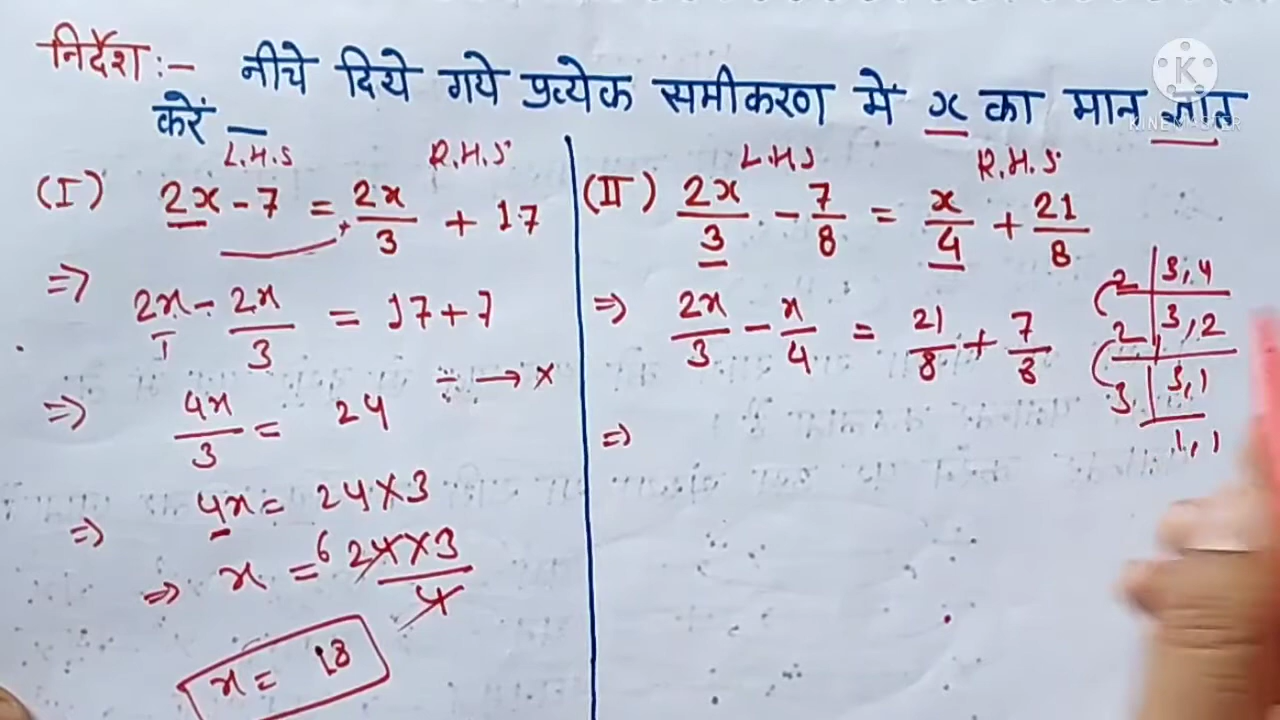 निर्देश :- नीचे दिये गये प्रत्येक समीकरण में x का मान ज्ञात
करें —
L.H.S R.H.S
(I) 2x - 7 = 2x/3 + 17
⇒ 2x/1 - 2x/3 = 17 + 7
÷ → ×
⇒ 4x/3 = 24
⇒ 4x = 24 × 3
⇒ x = 6 24 × 3 / 4
x = 18
L.H.S R.H.S
(II) 2x/3 - 7/8 = x/4 + 21/8
⇒ 2x/3 - x/4 = 21/8 + 7/8
⇒
2 | 3, 4
2 | 3, 2
3 | 3, 1
1, 1
K
KINEMASTER